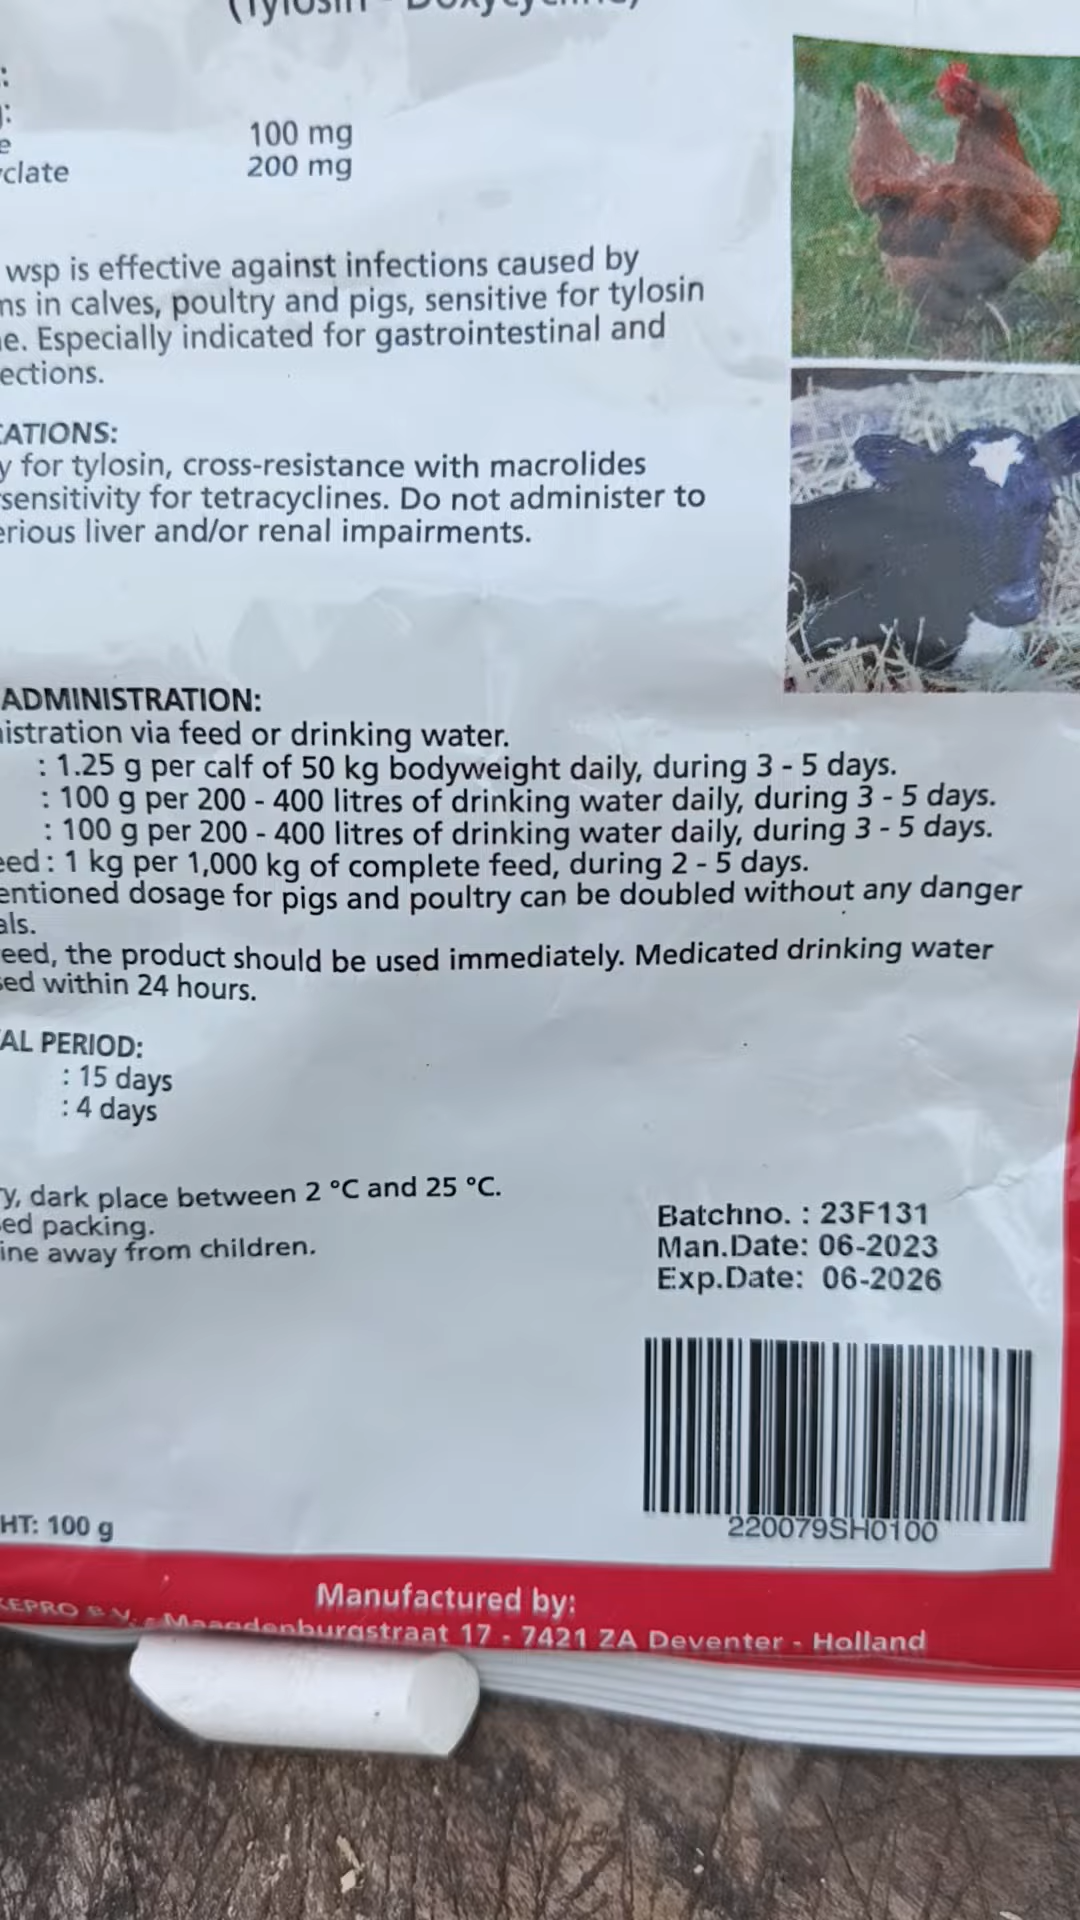 (Tylosin - Doxycycline)
:
:
e
clate
100 mg
200 mg
wsp is effective against infections caused by
ns in calves, poultry and pigs, sensitive for tylosin
e. Especially indicated for gastrointestinal and
ections.
CATIONS:
y for tylosin, cross-resistance with macrolides
sensitivity for tetracyclines. Do not administer to
erious liver and/or renal impairments.
ADMINISTRATION:
istration via feed or drinking water.
: 1.25 g per calf of 50 kg bodyweight daily, during 3 - 5 days.
: 100 g per 200 - 400 litres of drinking water daily, during 3 - 5 days.
: 100 g per 200 - 400 litres of drinking water daily, during 3 - 5 days.
eed : 1 kg per 1,000 kg of complete feed, during 2 - 5 days.
entioned dosage for pigs and poultry can be doubled without any danger
als.
eed, the product should be used immediately. Medicated drinking water
sed within 24 hours.
AL PERIOD:
: 15 days
: 4 days
y, dark place between 2 °C and 25 °C.
ed packing.
ine away from children.
Batchno. : 23F131
Man.Date: 06-2023
Exp.Date: 06-2026
220079SH0100
HT: 100 g
Manufactured by:
KEPRO B.V. - Maagdenburgstraat 17 - 7421 ZA Deventer - Holland